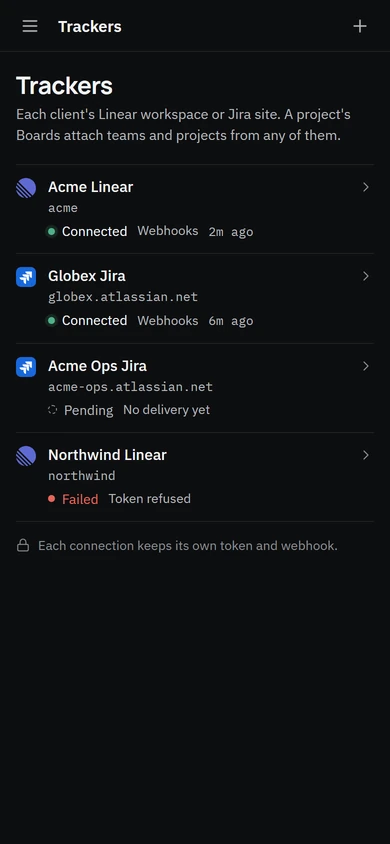 Trackers
Trackers
Each client's Linear workspace or Jira site. A project's
Boards attach teams and projects from any of them.
Acme Linear
acme
Connected Webhooks 2m ago
Globex Jira
globex.atlassian.net
Connected Webhooks 6m ago
Acme Ops Jira
acme-ops.atlassian.net
Pending No delivery yet
Northwind Linear
northwind
Failed Token refused
Each connection keeps its own token and webhook.